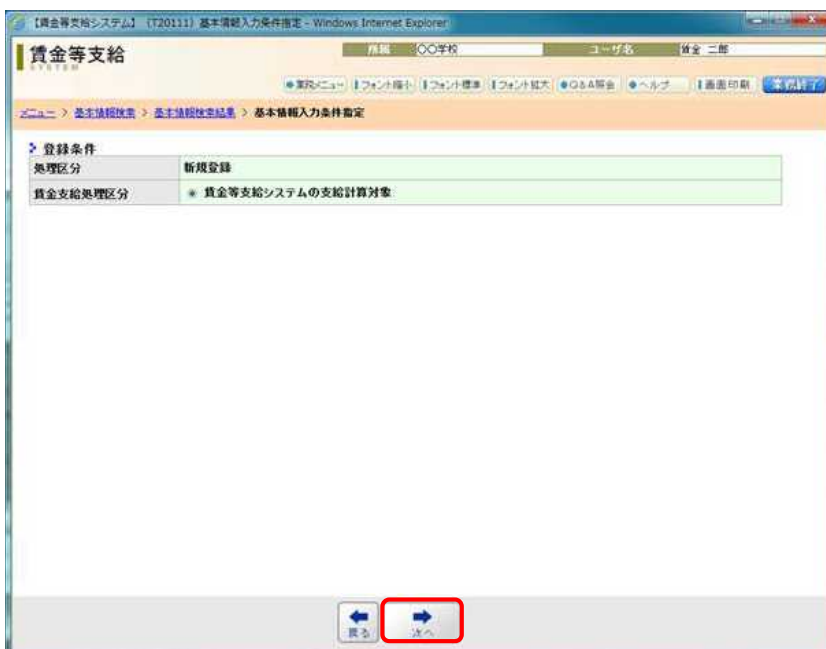 【賃金等支給システム】 (T20111) 基本情報入力条件指定 - Windows Internet Explorer
賃金等支給
SYSTEM
所属 〇〇学校 ユーザ名 賃金 二郎
業務メニュー フォント縮小 フォント標準 フォント拡大 Q&A照会 ヘルプ 画面印刷 業務終了
メニュー > 基本情報検索 > 基本情報検索結果 > 基本情報入力条件指定
登録条件
処理区分 新規登録
賃金支給処理区分 賃金等支給システムの支給計算対象
戻る 次へ